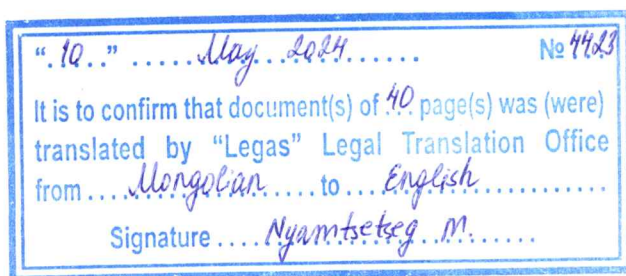 “.10..” ......May...2024...... № 4423
It is to confirm that document(s) of .40. page(s) was (were)
translated by “Legas” Legal Translation Office
from ....Mongolian.....to....English..........
Signature ....Nyamtsetseg..M.......